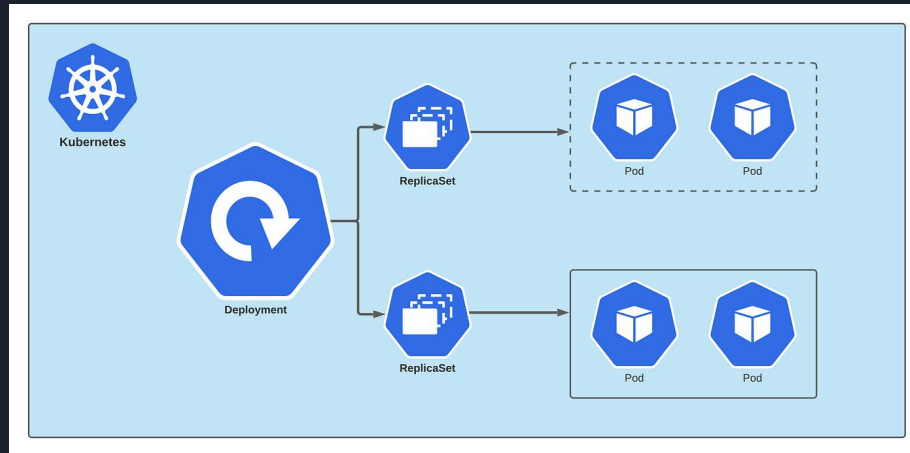 Kubernetes
Deployment
ReplicaSet
Pod
Pod
ReplicaSet
Pod
Pod